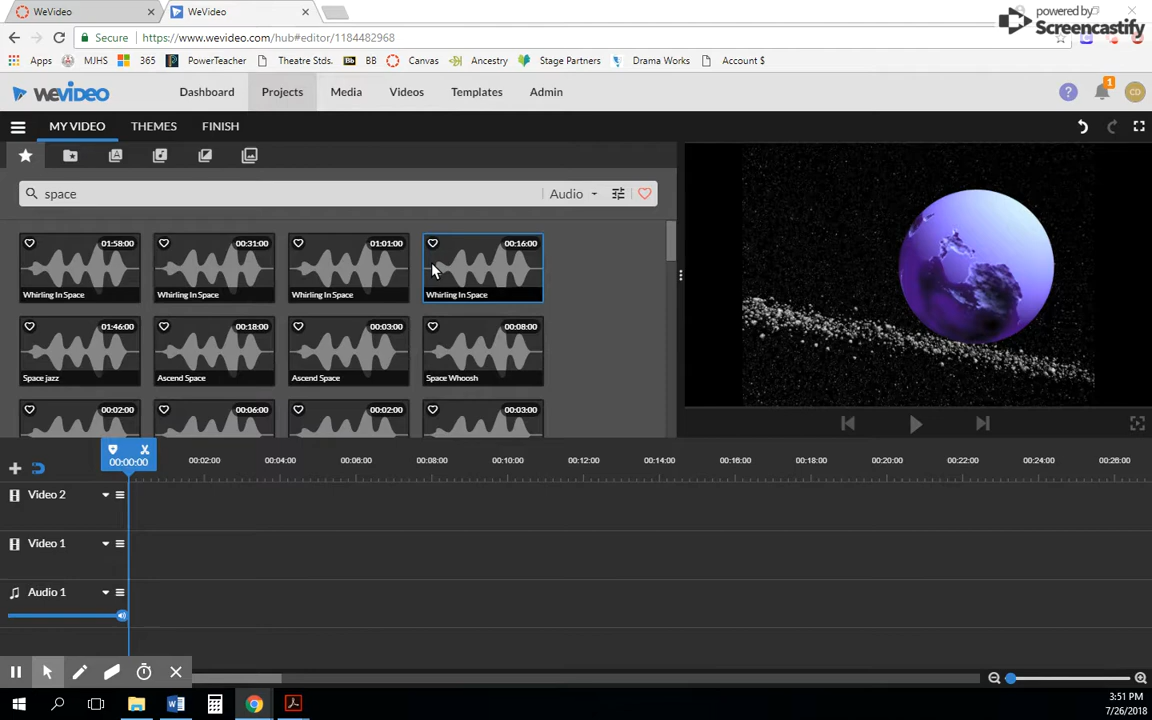 WeVideo
WeVideo
powered by
Screencastify
Secure
https://www.wevideo.com/hub#editor/1184482968
Apps
MJHS
365
PowerTeacher
Theatre Stds.
Bb
BB
Canvas
Ancestry
Stage Partners
Drama Works
Account $
WEVIDEO
Dashboard
Projects
Media
Videos
Templates
Admin
?
1
CD
MY VIDEO
THEMES
FINISH
space
Audio
01:58:00
00:31:00
01:01:00
00:16:00
Whirling In Space
Whirling In Space
Whirling In Space
Whirling In Space
01:46:00
00:18:00
00:03:00
00:08:00
Space jazz
Ascend Space
Ascend Space
Space Whoosh
00:02:00
00:06:00
00:02:00
00:03:00
00:00:00
00:02:00
00:04:00
00:06:00
00:08:00
00:10:00
00:12:00
00:14:00
00:16:00
00:18:00
00:20:00
00:22:00
00:24:00
00:26:00
Video 2
Video 1
Audio 1
3:51 PM
7/26/2018